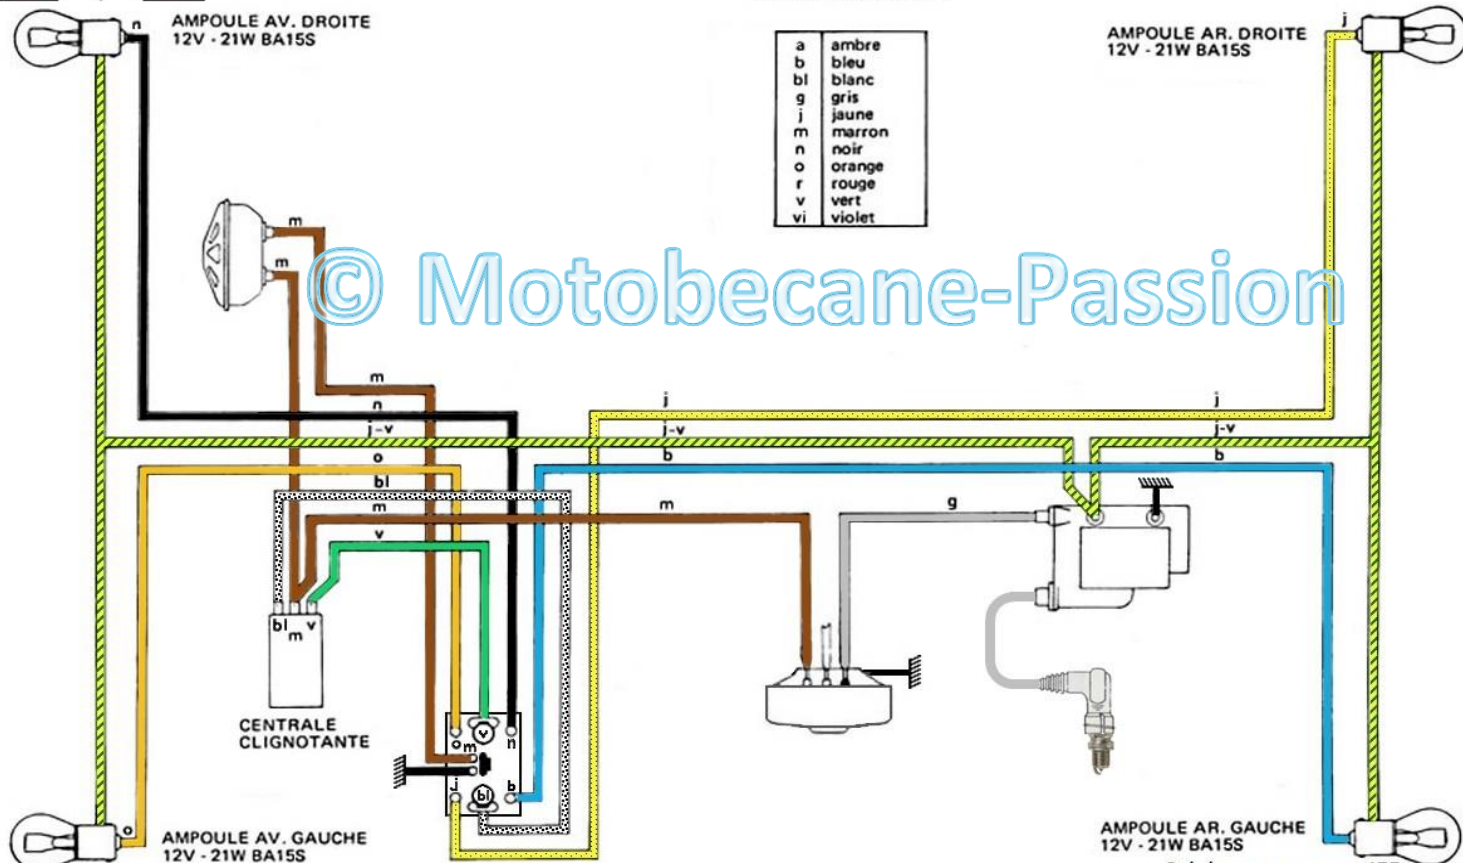 n
AMPOULE AV. DROITE
12V - 21W BA15S
a ambre
b bleu
bl blanc
g gris
j jaune
m marron
n noir
o orange
r rouge
v vert
vi violet
AMPOULE AR. DROITE
12V - 21W BA15S
j
m
m
© Motobecane-Passion
m
n
j
j
j-v
j-v
j-v
o
b
b
bl
m
m
g
v
bl
m
v
CENTRALE
CLIGNOTANTE
o
m
v
n
j
bl
b
o
AMPOULE AV. GAUCHE
12V - 21W BA15S
AMPOULE AR. GAUCHE
12V - 21W BA15S